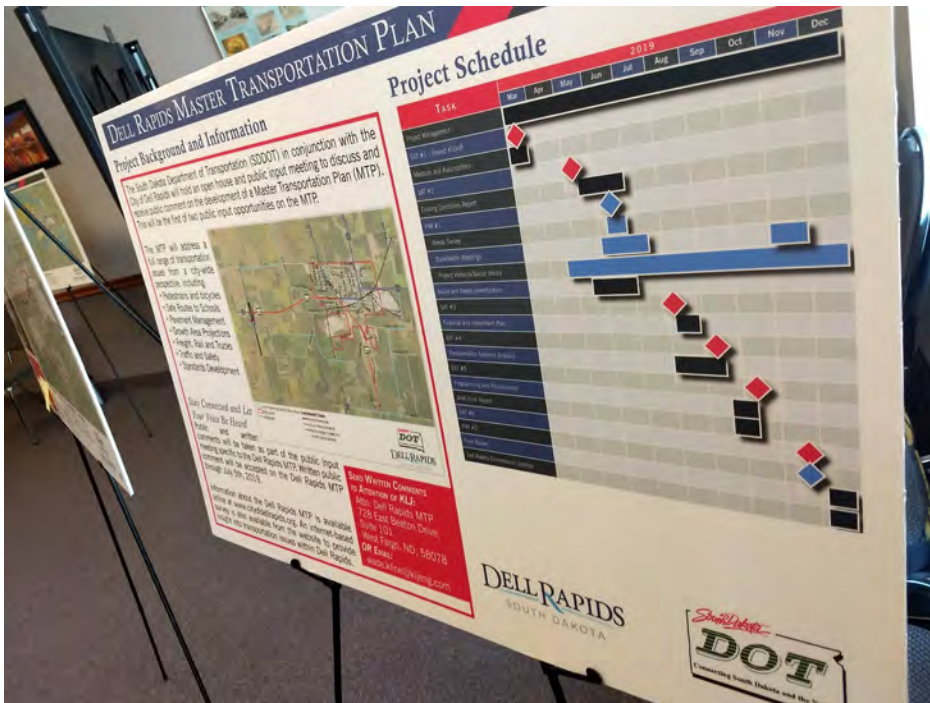 DELL RAPIDS MASTER TRANSPORTATION PLAN
Project Background and Information
The South Dakota Department of Transportation (SDDOT) in conjunction with the
City of Dell Rapids will hold an open house and public input meeting to discuss and
receive public comment on the development of a Master Transportation Plan (MTP).
This will be the first of two public input opportunities on the MTP.
The MTP will address a
full range of transportation
issues from a city-wide
perspective, including:
• Pedestrians and bicycles
• Safe Routes to Schools
• Pavement Management
• Growth Area Projections
• Freight, Rail and Trucks
• Traffic and Safety
• Standards Development
Stay Connected and Let
Your Voice Be Heard
Public and written
comments will be taken as part of the public input
meeting specific to the Dell Rapids MTP. Written public
comment will be accepted on the Dell Rapids MTP
through July 5th, 2019.
Information about the Dell Rapids MTP is available
online at www.cityofdellrapids.org. An internet-based
survey is also available from the website to provide
insight into transportation issues within Dell Rapids.
DOT
DELL RAPIDS
SEND WRITTEN COMMENTS
TO ATTENTION OF KLJ:
Attn: Dell Rapids MTP
728 East Beaton Drive,
Suite 101
West Fargo, ND, 58078
OR EMAIL:
Project Schedule
TASK
2019
Mar Apr May Jun Jul Aug Sep Oct Nov Dec
Project Management
SAT #1 - Project Kickoff
Methods and Assumptions
SAT #2
Existing Conditions Report
PIM #1
Needs Survey
Stakeholder Meetings
Project Website/Social Media
Issues and Needs Identification
SAT #3
SAT #4
SAT #5
Draft Final Report
SAT #6
PIM #2
DELL RAPIDS
SOUTH DAKOTA
South Dakota
DOT
Connecting South Dakota and the